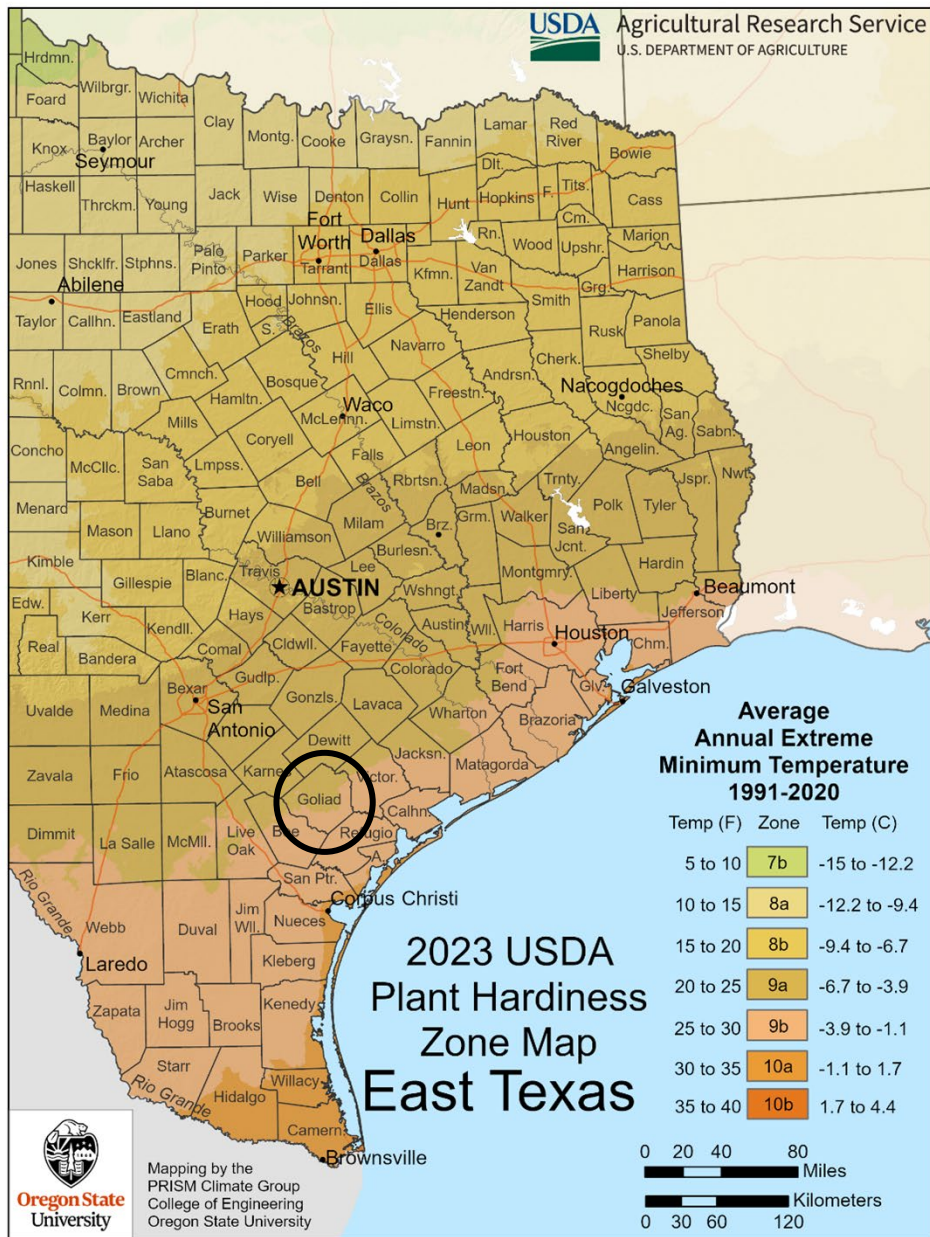 USDA
Agricultural Research Service
U.S. DEPARTMENT OF AGRICULTURE
Hrdmn.
Foard
Wilbrgr.
Wichita
Clay
Montg.
Cooke
Graysn.
Fannin
Lamar
Red
River
Bowie
Knox
Baylor
Archer
Seymour
Dlt.
Hopkins
F.
Tits.
Cass
Haskell
Thrckm.
Young
Jack
Wise
Denton
Collin
Hunt
Cm.
Marion
Fort
Worth
Dallas
Rn.
Wood
Upshr.
Harrison
Jones
Shcklfr.
Stphns.
Palo
Pinto
Parker
Tarrant
Dallas
Kfmn.
Van
Zandt
Grg.
Abilene
Taylor
Callhn.
Eastland
Hood
S.
Johnsn.
Ellis
Henderson
Smith
Rusk
Panola
Erath
Brazos
Hill
Navarro
Cherk.
Shelby
Rnnl.
Colmn.
Brown
Cmnch.
Bosque
Hamltn.
Freestn.
Andrsn.
Nacogdoches
Ncgdc.
San
Ag.
Sabn.
Waco
McLennn.
Limstn.
Mills
Coryell
Falls
Leon
Houston
Angelin.
Concho
McCllc.
San
Saba
Lmpss.
Bell
Brazos
Rbrtsn.
Madsn.
Trnty.
Polk
Tyler
Jspr.
Nwt.
Menard
Mason
Llano
Burnet
Williamson
Milam
Brz.
Grm.
Walker
San
Jcnt.
Kimble
Gillespie
Blanc.
Travis
AUSTIN
Lee
Burlesn.
Montgmry.
Hardin
Liberty
Beaumont
Edw.
Kerr
Kendll.
Hays
Bastrop
Wshngt.
Jefferson
Real
Bandera
Comal
Cldwll.
Fayette
Colorado
Austin
Wll.
Harris
Houston
Chm.
Uvalde
Medina
Bexar
San
Antonio
Gudlp.
Gonzls.
Lavaca
Colorado
Wharton
Fort
Bend
Glv.
Galveston
Brazoria
Zavala
Frio
Atascosa
Karnes
Dewitt
Jacksn.
Matagorda
Goliad
Victor.
Calhn.
Dimmit
La Salle
McMll.
Live
Oak
Bee
Refugio
A.
San Ptr.
Corpus Christi
Rio Grande
Webb
Duval
Jim
Wll.
Nueces
Laredo
Kleberg
Zapata
Jim
Hogg
Brooks
Kenedy
Starr
Rio Grande
Hidalgo
Willacy
Camern.
Brownsville
Average
Annual Extreme
Minimum Temperature
1991-2020
Temp (F) Zone Temp (C)
5 to 10 7b -15 to -12.2
10 to 15 8a -12.2 to -9.4
15 to 20 8b -9.4 to -6.7
20 to 25 9a -6.7 to -3.9
25 to 30 9b -3.9 to -1.1
30 to 35 10a -1.1 to 1.7
35 to 40 10b 1.7 to 4.4
2023 USDA
Plant Hardiness
Zone Map
East Texas
0 20 40 80
Miles
Kilometers
0 30 60 120
Oregon State
University
Mapping by the
PRISM Climate Group
College of Engineering
Oregon State University